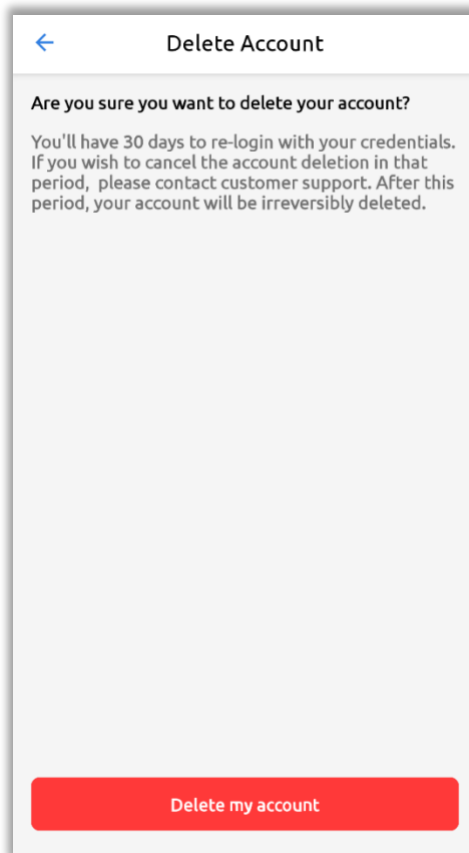 Delete Account
Are you sure you want to delete your account?
You'll have 30 days to re-login with your credentials.
If you wish to cancel the account deletion in that
period,  please contact customer support. After this
period, your account will be irreversibly deleted.
Delete my account